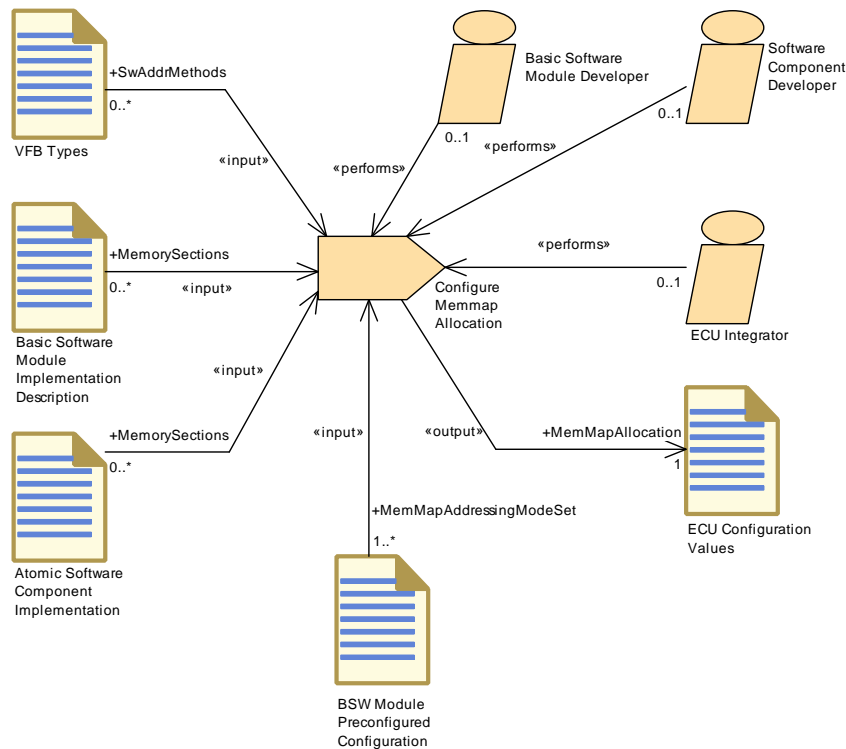 +SwAddrMethods
0..*
VFB Types
«input»
Basic Software
Module Developer
0..1
«performs»
Software
Component
Developer
0..1
«performs»
+MemorySections
0..*
«input»
Basic Software
Module
Implementation
Description
Configure
Memmap
Allocation
«performs»
0..1
ECU Integrator
«input»
+MemorySections
0..*
Atomic Software
Component
Implementation
«input»
«output»
+MemMapAllocation
1
ECU Configuration
Values
+MemMapAddressingModeSet
1..*
BSW Module
Preconfigured
Configuration